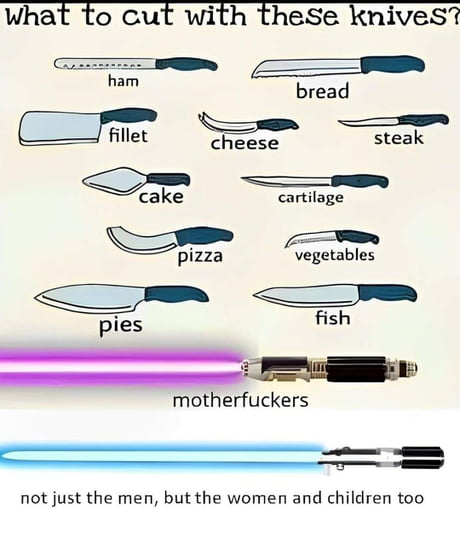 What to cut with these knives?
ham
bread
fillet
cheese
steak
cake
cartilage
pizza
vegetables
pies
fish
motherfuckers
not just the men, but the women and children too